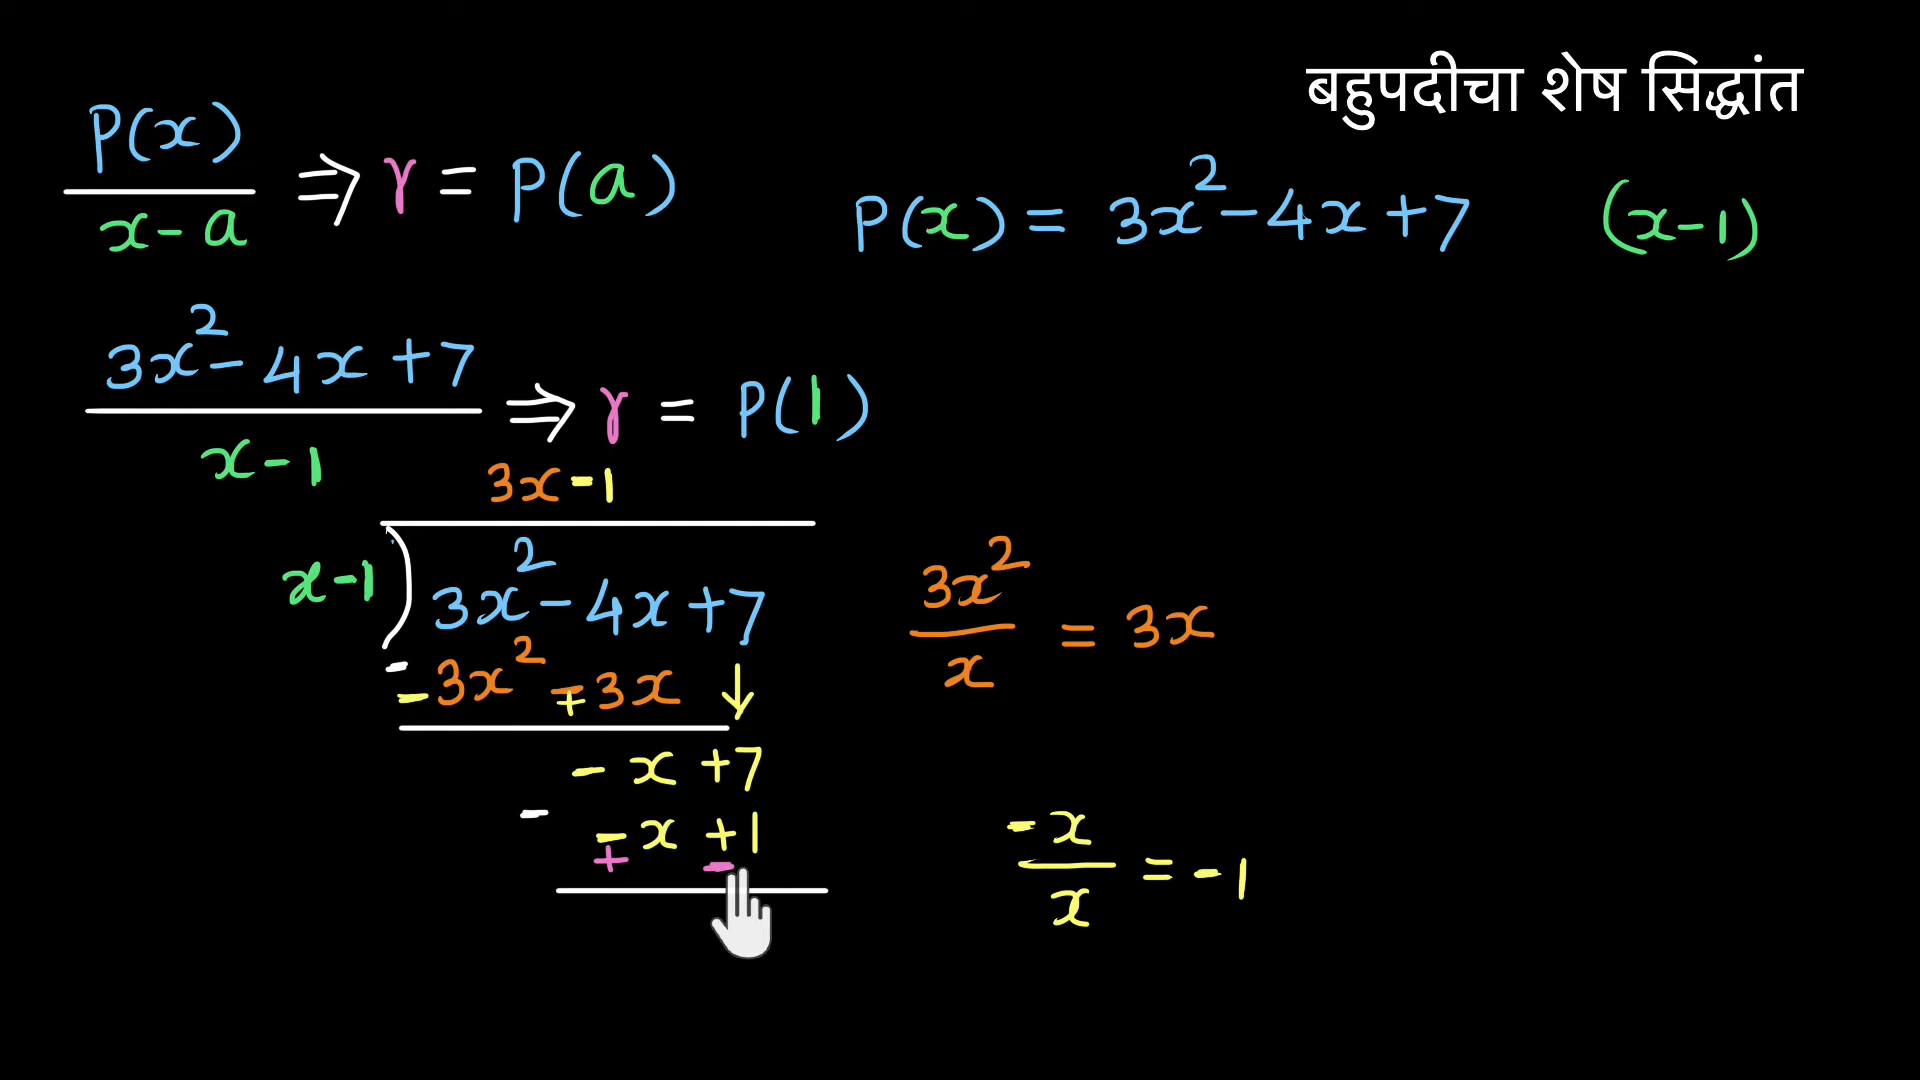 बहुपदीचा शेष सिद्धांत
P(x)/(x-a) ⇒ r = P(a)
P(x) = 3x² - 4x + 7 (x-1)
(3x² - 4x + 7)/(x-1) ⇒ r = P(1)
3x - 1
x-1 ) 3x² - 4x + 7
- 3x² - 3x ↓
- +
- x + 7
- - x + 1
+ -
3x²/x = 3x
-x/x = -1